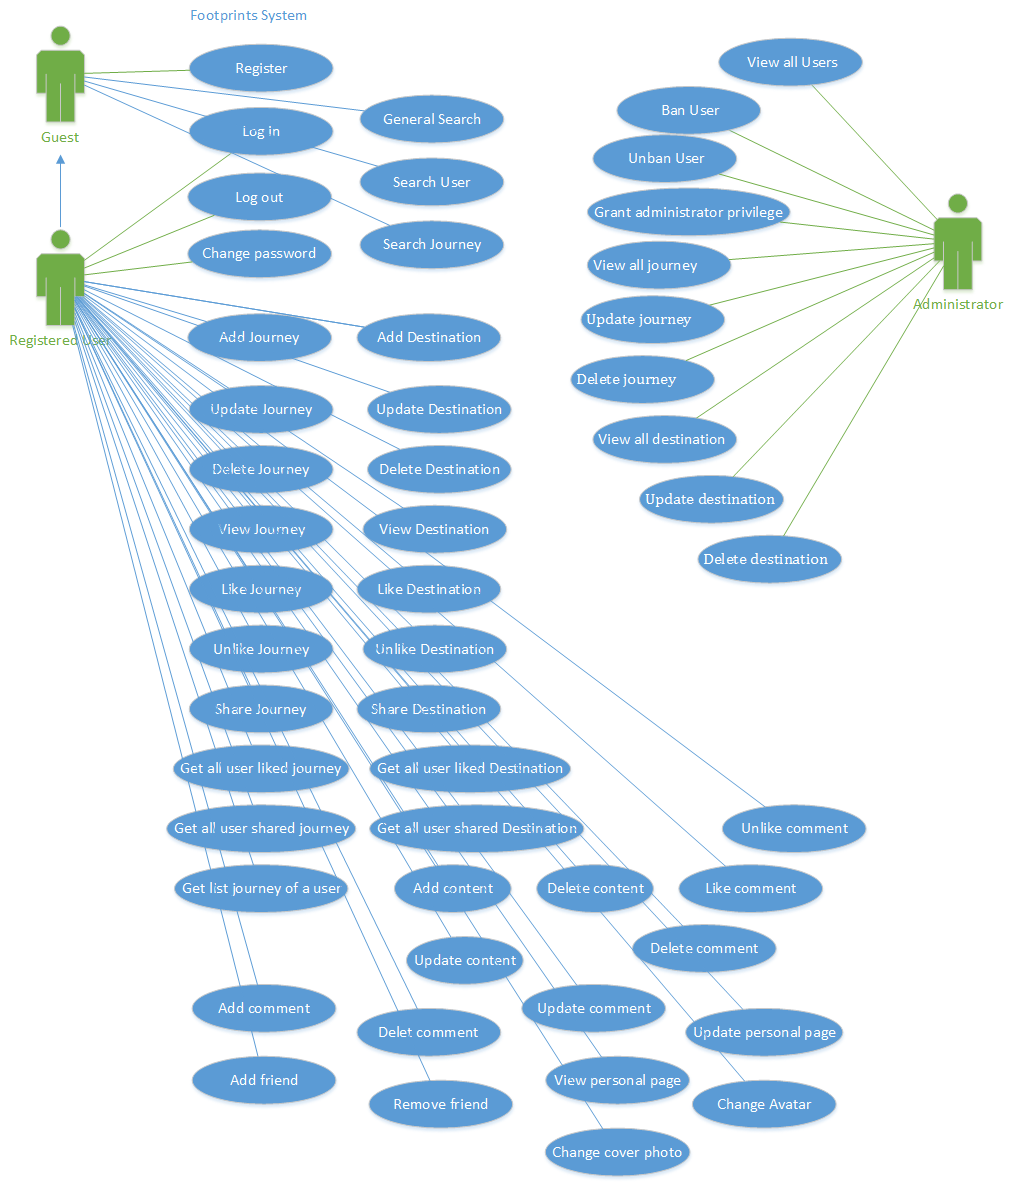 Footprints System
Guest
Register
General Search
Log in
Search User
Log out
Search Journey
Change password
Registered User
Add Journey
Add Destination
Update Journey
Update Destination
Delete Journey
Delete Destination
View Journey
View Destination
Like Journey
Like Destination
Unlike Journey
Unlike Destination
Share Journey
Share Destination
Get all user liked journey
Get all user liked Destination
Get all user shared journey
Get all user shared Destination
Unlike comment
Get list journey of a user
Add content
Delete content
Like comment
Update content
Delete comment
Add comment
Delet comment
Update comment
Update personal page
Add friend
Remove friend
View personal page
Change Avatar
Change cover photo
View all Users
Ban User
Unban User
Grant administrator privilege
View all journey
Administrator
Update journey
Delete journey
View all destination
Update destination
Delete destination